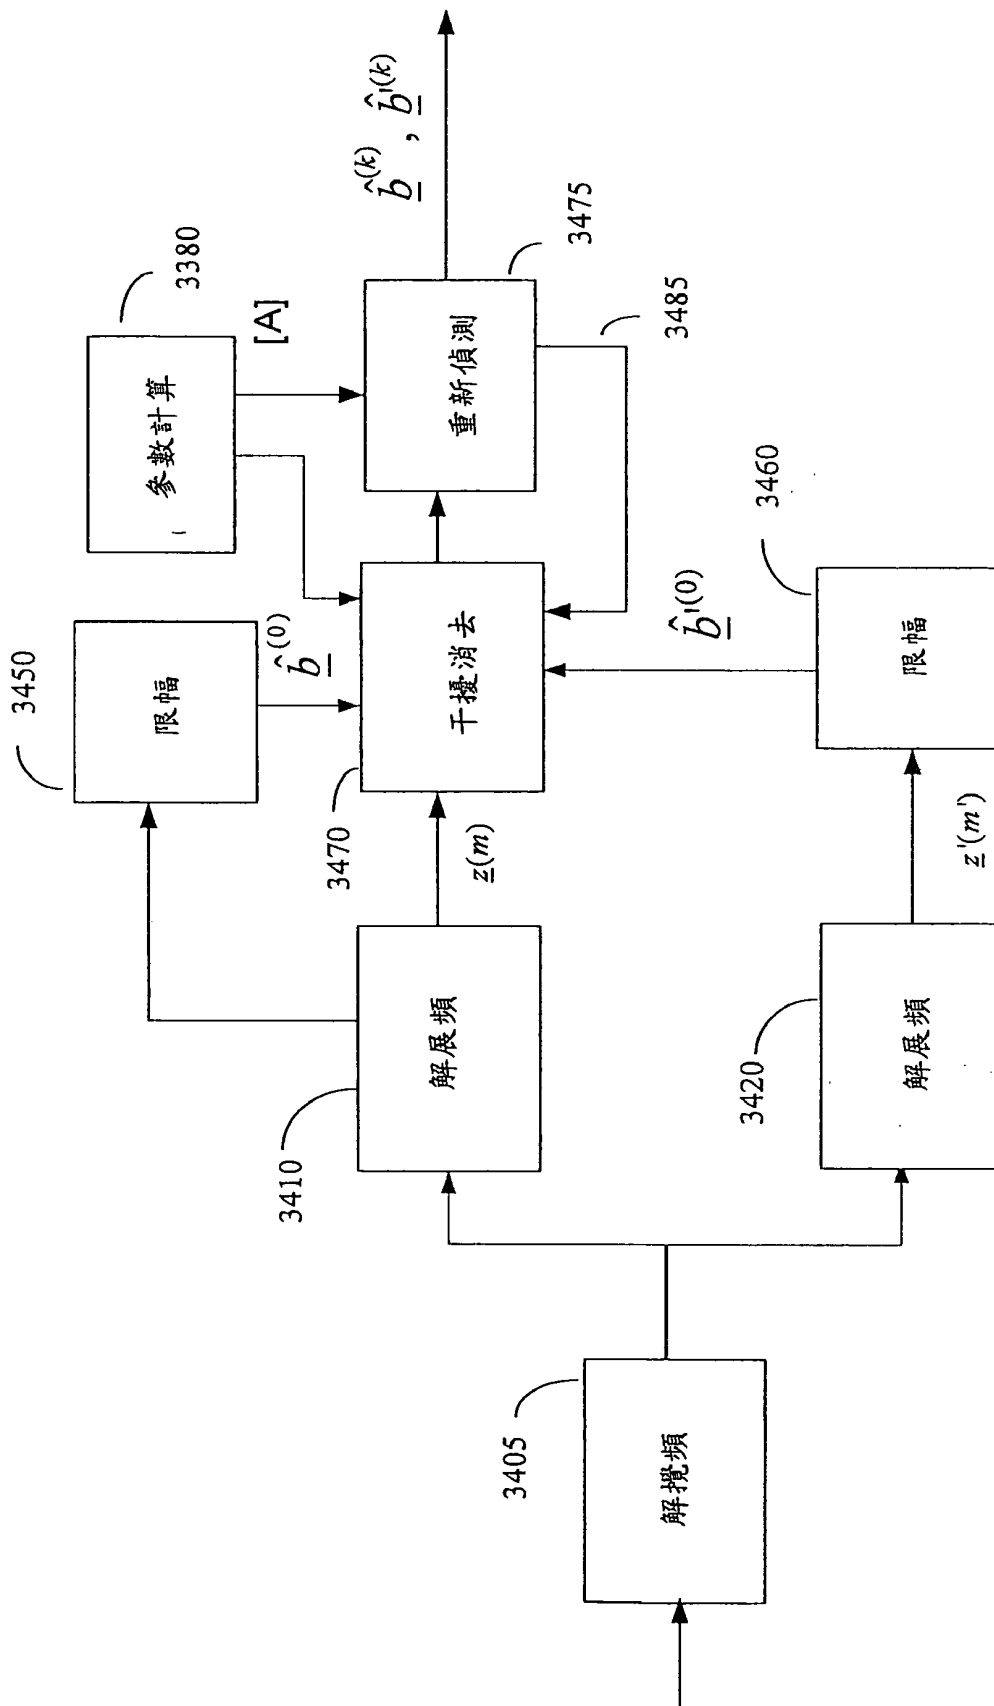 3405
解攪頻
3410
解展頻
3420
解展頻
z(m)
z'(m')
3450
限幅
b̂^(0)
3470
干擾消去
b̂'^(0)
3460
限幅
3380
參數計算
[A]
重新偵測
3475
3485
b̂^(k), b̂'^(k)